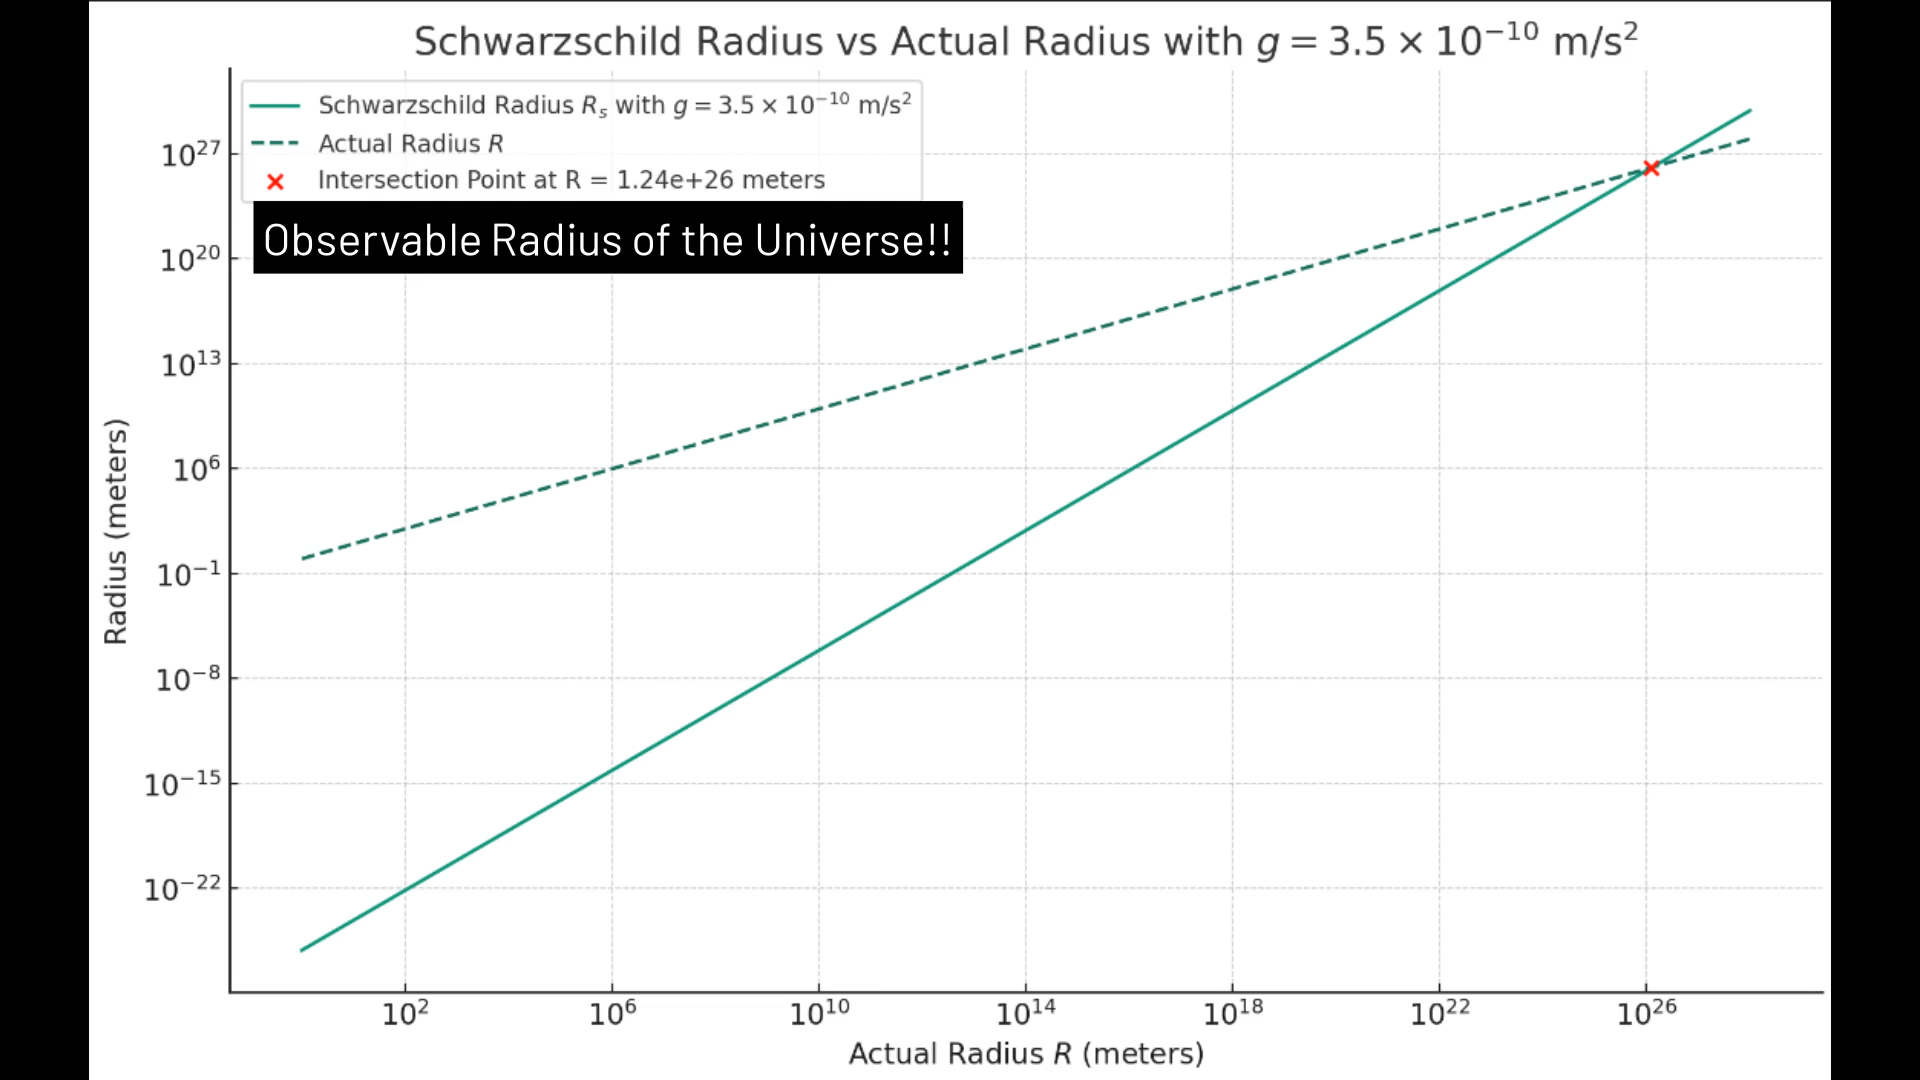 Schwarzschild Radius vs Actual Radius with g = 3.5 × 10⁻¹⁰ m/s²
Schwarzschild Radius Rₛ with g = 3.5 × 10⁻¹⁰ m/s²
Actual Radius R
Intersection Point at R = 1.24e+26 meters
Observable Radius of the Universe!!
10²⁷
10²⁰
10¹³
10⁶
10⁻¹
10⁻⁸
10⁻¹⁵
10⁻²²
Radius (meters)
10² 10⁶ 10¹⁰ 10¹⁴ 10¹⁸ 10²² 10²⁶
Actual Radius R (meters)